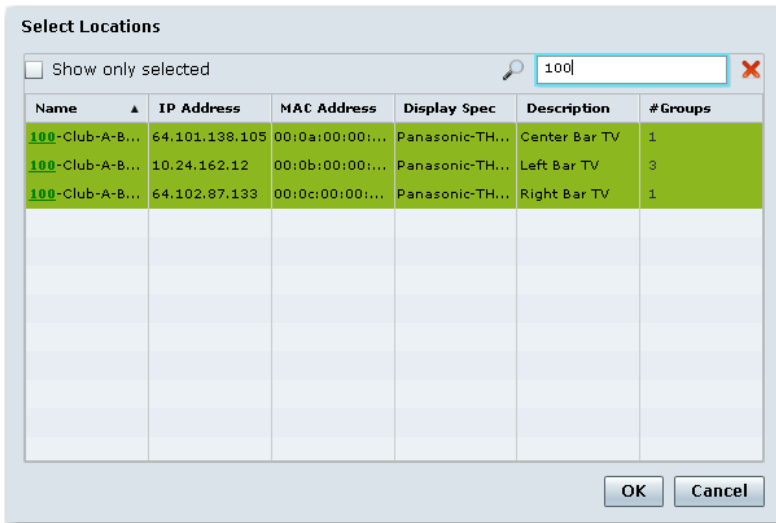 Select Locations
Show only selected 100
Name IP Address MAC Address Display Spec Description #Groups
100-Club-A-B... 64.101.138.105 00:0a:00:00:... Panasonic-TH... Center Bar TV 1
100-Club-A-B... 10.24.162.12 00:0b:00:00:... Panasonic-TH... Left Bar TV 3
100-Club-A-B... 64.102.87.133 00:0c:00:00:... Panasonic-TH... Right Bar TV 1
OK Cancel